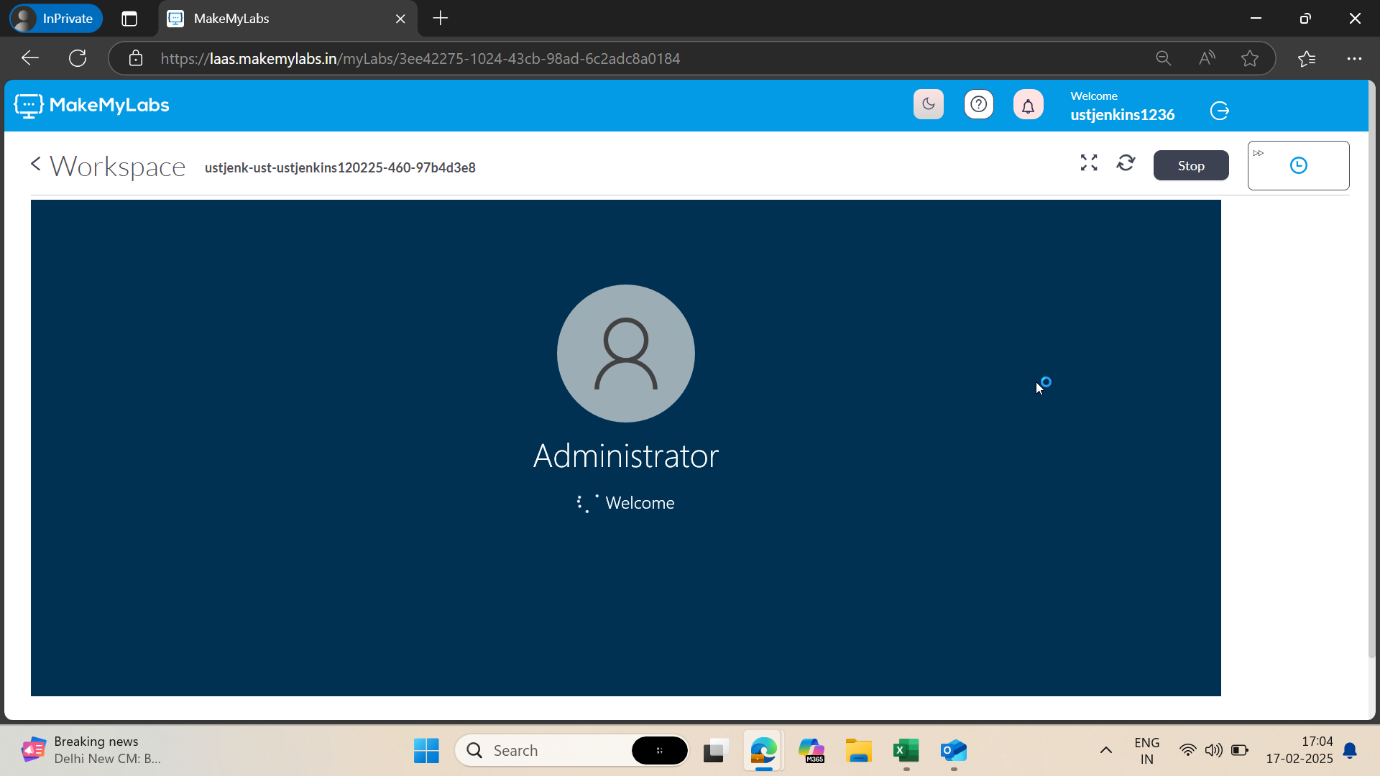 InPrivate
MakeMyLabs
https://laas.makemylabs.in/myLabs/3ee42275-1024-43cb-98ad-6c2adc8a0184
MakeMyLabs
Welcome
ustjenkins1236
Workspace
ustjenk-ust-ustjenkins120225-460-97b4d3e8
Stop
Administrator
Welcome
Breaking news
Delhi New CM: B...
Search
M365
ENG
IN
17:04
17-02-2025